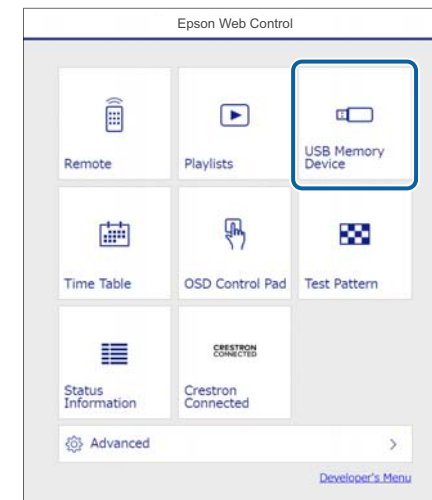 Epson Web Control
Remote
Playlists
USB Memory
Device
Time Table
OSD Control Pad
Test Pattern
CRESTRON
CONNECTED
Status
Information
Crestron
Connected
Advanced
Developer's Menu